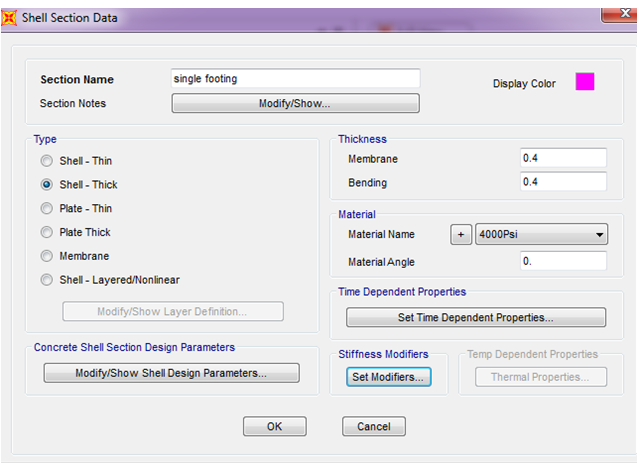 Shell Section Data
Section Name single footing
Display Color
Section Notes Modify/Show...
Type
Shell - Thin
Shell - Thick
Plate - Thin
Plate Thick
Membrane
Shell - Layered/Nonlinear
Modify/Show Layer Definition...
Thickness
Membrane 0.4
Bending 0.4
Material
Material Name + 4000Psi
Material Angle 0.
Time Dependent Properties
Set Time Dependent Properties...
Concrete Shell Section Design Parameters
Modify/Show Shell Design Parameters...
Stiffness Modifiers
Set Modifiers...
Temp Dependent Properties
Thermal Properties...
OK Cancel